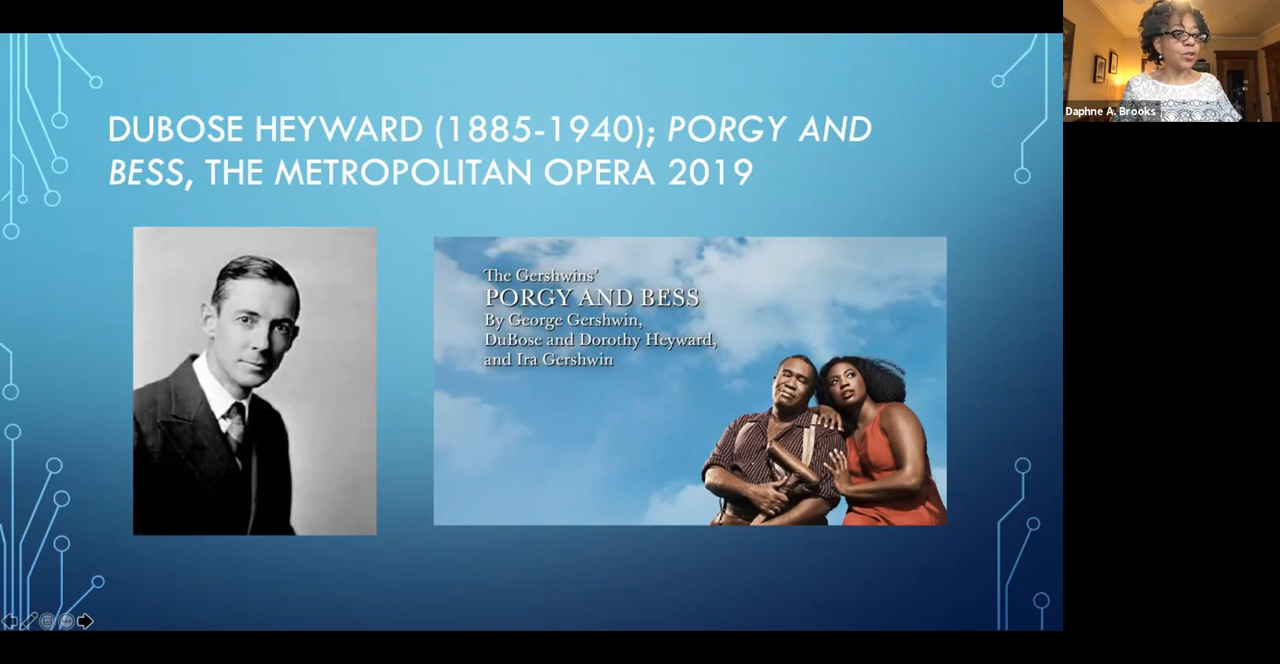 DUBOSE HEYWARD (1885-1940); PORGY AND
BESS, THE METROPOLITAN OPERA 2019
The Gershwins'
PORGY AND BESS
By George Gershwin,
DuBose and Dorothy Heyward,
and Ira Gershwin
Daphne A. Brooks